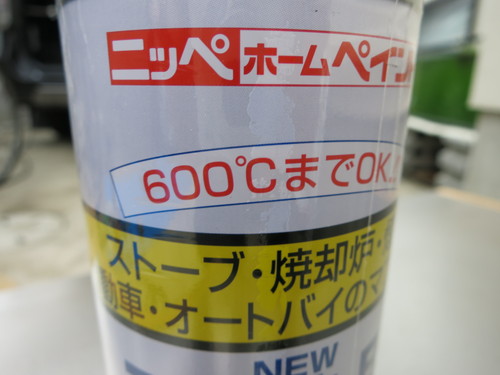 ニッペ ホームペイン
600℃までOK!
ストーブ・焼却炉・
動車・オートバイのマ
NEW